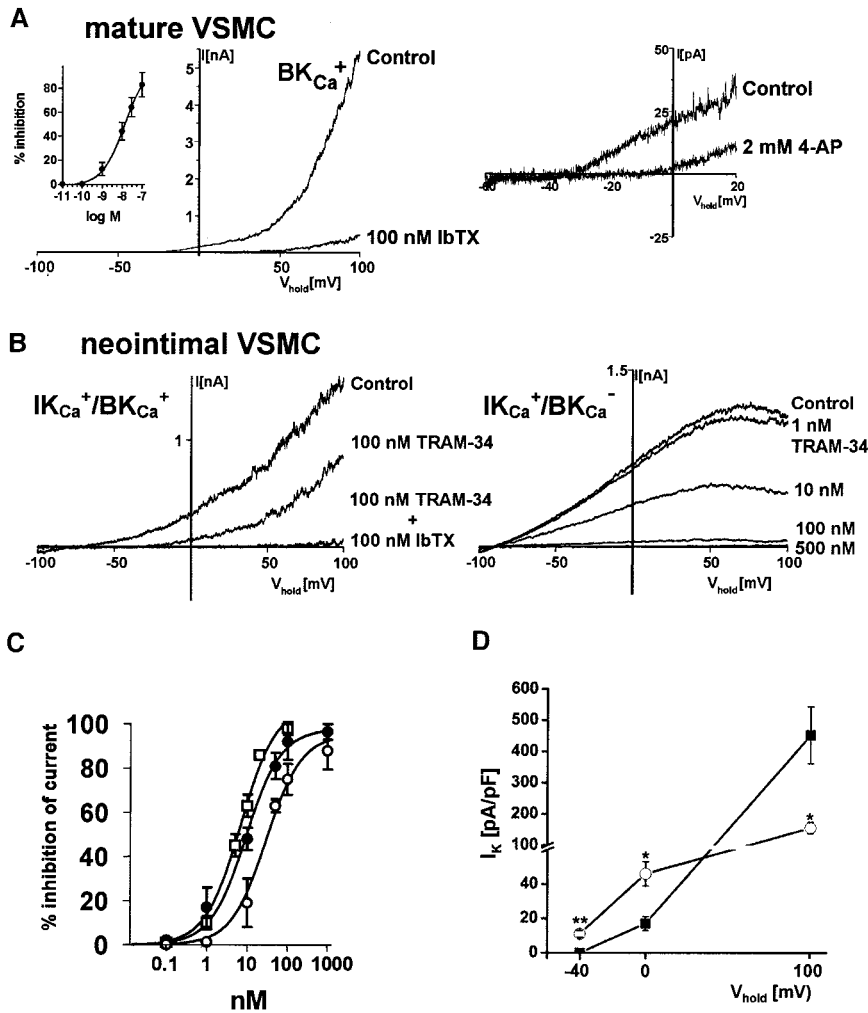 A
mature VSMC
I[nA]
BKCa+
Control
5
4
3
2
1
100 nM IbTX
-100
-50
50
100
Vhold[mV]
% inhibition
80
60
40
20
0
-11 -10 -9 -8 -7
log M
50
I[pA]
Control
25
2 mM 4-AP
-60
-40
-20
20
Vhold[mV]
-25
B
neointimal VSMC
IKCa+/BKCa+
I[nA]
Control
1
100 nM TRAM-34
100 nM TRAM-34
+
100 nM IbTX
-100
-50
50
100
Vhold[mV]
IKCa+/BKCa-
1.5
I[nA]
Control
1 nM
TRAM-34
10 nM
100 nM
500 nM
-100
-50
50
100
Vhold[mV]
C
% inhibition of current
100
80
60
40
20
0
0.1 1 10 100 1000
nM
D
IK [pA/pF]
600
500
400
300
200
100
40
20
0
**
*
*
-40 0 100
Vhold [mV)